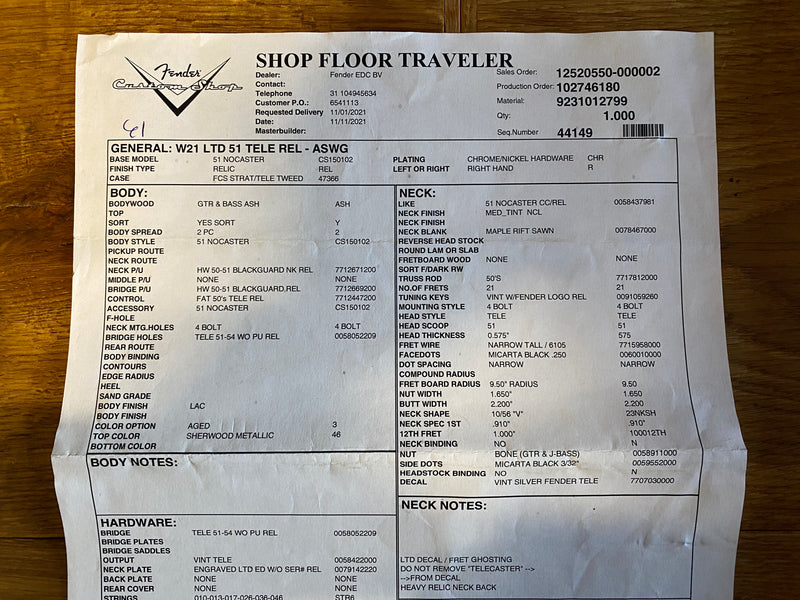 Fender
Custom Shop
SHOP FLOOR TRAVELER
Dealer: Fender EDC BV
Contact:
Telephone 31 104945634
Customer P.O.: 6541113
Requested Delivery 11/01/2021
Date: 11/11/2021
Masterbuilder:
Sales Order: 12520550-000002
Production Order: 102746180
Material: 9231012799
Qty: 1.000
Seq.Number 44149
GENERAL: W21 LTD 51 TELE REL - ASWG
BASE MODEL 51 NOCASTER CS150102 PLATING CHROME/NICKEL HARDWARE CHR
FINISH TYPE RELIC REL LEFT OR RIGHT RIGHT HAND R
CASE FCS STRAT/TELE TWEED 47366
BODY:
BODYWOOD GTR & BASS ASH ASH
TOP
SORT YES SORT Y
BODY SPREAD 2 PC 2
BODY STYLE 51 NOCASTER CS150102
PICKUP ROUTE
NECK ROUTE
NECK P/U HW 50-51 BLACKGUARD NK REL 7712671200
MIDDLE P/U NONE NONE
BRIDGE P/U HW 50-51 BLACKGUARD.REL 7712669200
CONTROL FAT 50's TELE REL 7712447200
ACCESSORY 51 NOCASTER CS150102
F-HOLE
NECK MTG.HOLES 4 BOLT 4 BOLT
BRIDGE HOLES TELE 51-54 WO PU REL 0058052209
REAR ROUTE
BODY BINDING
CONTOURS
EDGE RADIUS
HEEL
SAND GRADE
BODY FINISH LAC
BODY FINISH
COLOR OPTION AGED 3
TOP COLOR SHERWOOD METALLIC 46
BOTTOM COLOR
BODY NOTES:
HARDWARE:
BRIDGE TELE 51-54 WO PU REL 0058052209
BRIDGE PLATES
BRIDGE SADDLES
OUTPUT VINT TELE 0058422000
NECK PLATE ENGRAVED LTD ED W/O SER# REL 0079142220
BACK PLATE NONE NONE
REAR COVER NONE NONE
STRINGS 010-013-017-026-036-046 STR6
NECK:
LIKE 51 NOCASTER CC/REL 0058437981
NECK FINISH MED_TINT NCL
NECK FINISH
NECK BLANK MAPLE RIFT SAWN 0078467000
REVERSE HEAD STOCK
ROUND LAM OR SLAB
FRETBOARD WOOD NONE NONE
SORT F/DARK RW
TRUSS ROD 50'S 7717812000
NO.OF FRETS 21 21
TUNING KEYS VINT W/FENDER LOGO REL 0091059260
MOUNTING STYLE 4 BOLT 4 BOLT
HEAD STYLE TELE TELE
HEAD SCOOP 51 51
HEAD THICKNESS 0.575" 575
FRET WIRE NARROW TALL / 6105 7715958000
FACEDOTS MICARTA BLACK .250 0060010000
DOT SPACING NARROW NARROW
COMPOUND RADIUS
FRET BOARD RADIUS 9.50" RADIUS 9.50
NUT WIDTH 1.650" 1.650
BUTT WIDTH 2.200" 2.200
NECK SHAPE 10/56 "V" 23NKSH
NECK SPEC 1ST .910" .910"
12TH FRET 1.000" 100012TH
NECK BINDING NO N
NUT BONE (GTR & J-BASS) 0058911000
SIDE DOTS MICARTA BLACK 3/32" 0059552000
HEADSTOCK BINDING NO N
DECAL VINT SILVER FENDER TELE 7707030000
NECK NOTES:
LTD DECAL / FRET GHOSTING
DO NOT REMOVE "TELECASTER" -->
-->FROM DECAL
HEAVY RELIC NECK BACK